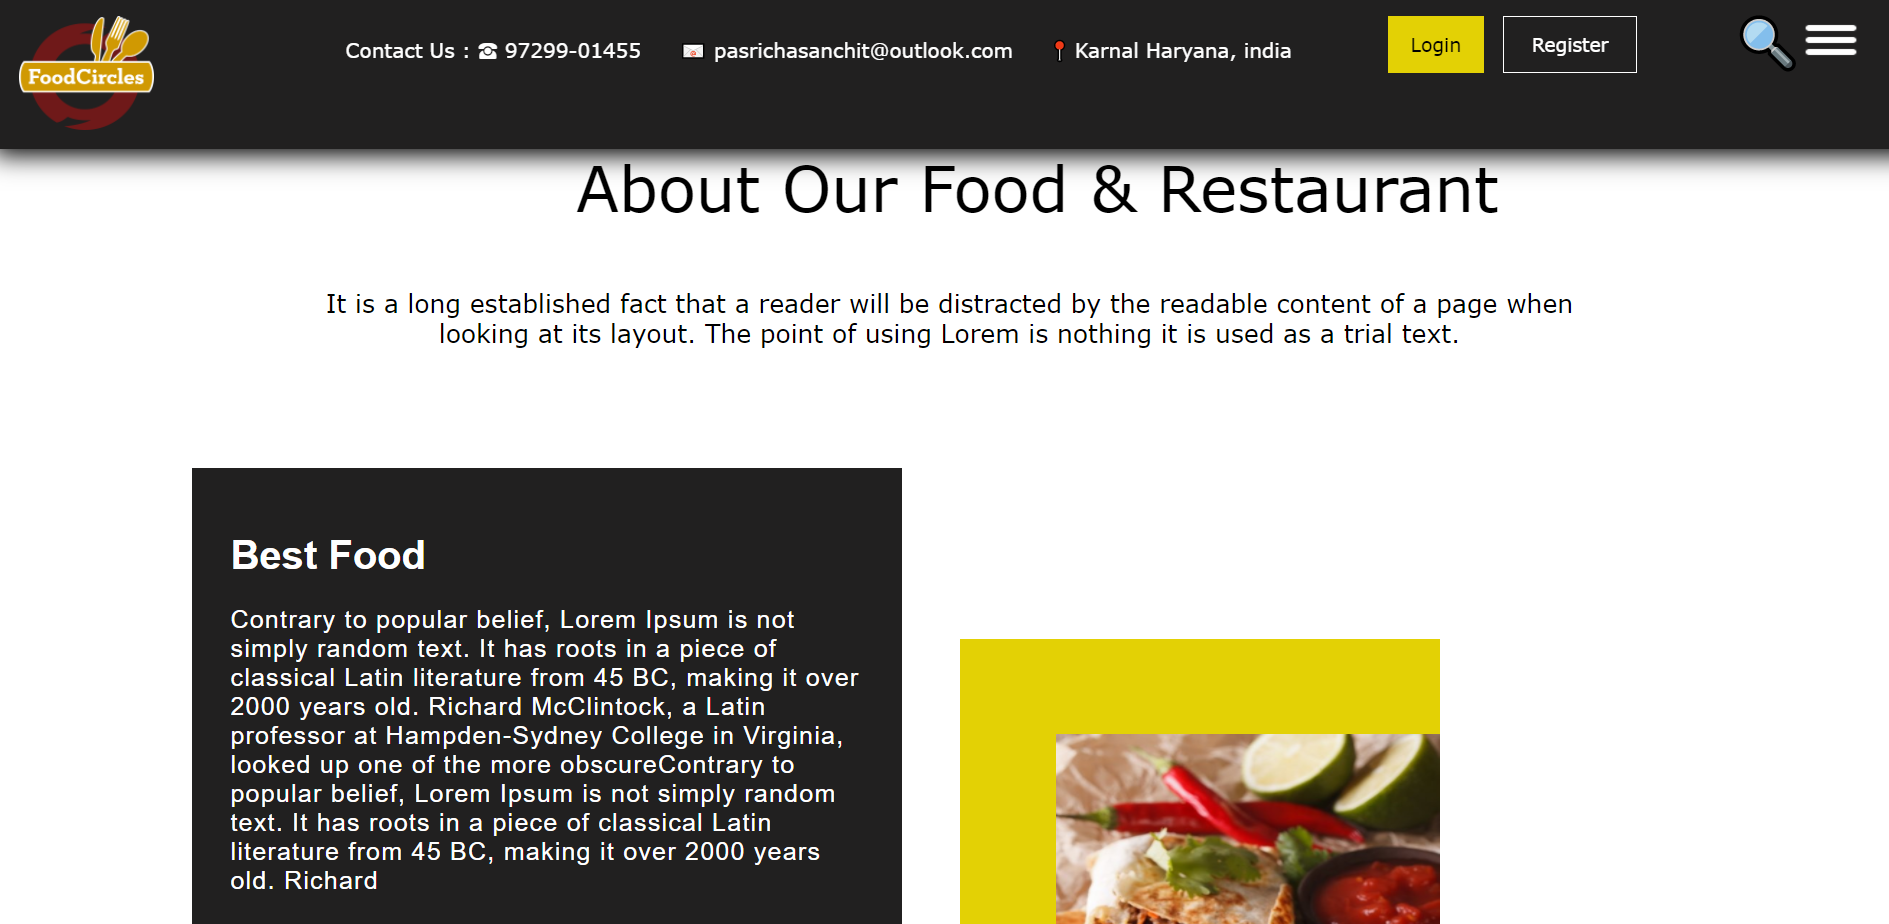 FoodCircles
Contact Us : ☎ 97299-01455 pasrichasanchit@outlook.com Karnal Haryana, india
Login
Register
About Our Food & Restaurant
It is a long established fact that a reader will be distracted by the readable content of a page when
looking at its layout. The point of using Lorem is nothing it is used as a trial text.
Best Food
Contrary to popular belief, Lorem Ipsum is not
simply random text. It has roots in a piece of
classical Latin literature from 45 BC, making it over
2000 years old. Richard McClintock, a Latin
professor at Hampden-Sydney College in Virginia,
looked up one of the more obscureContrary to
popular belief, Lorem Ipsum is not simply random
text. It has roots in a piece of classical Latin
literature from 45 BC, making it over 2000 years
old. Richard